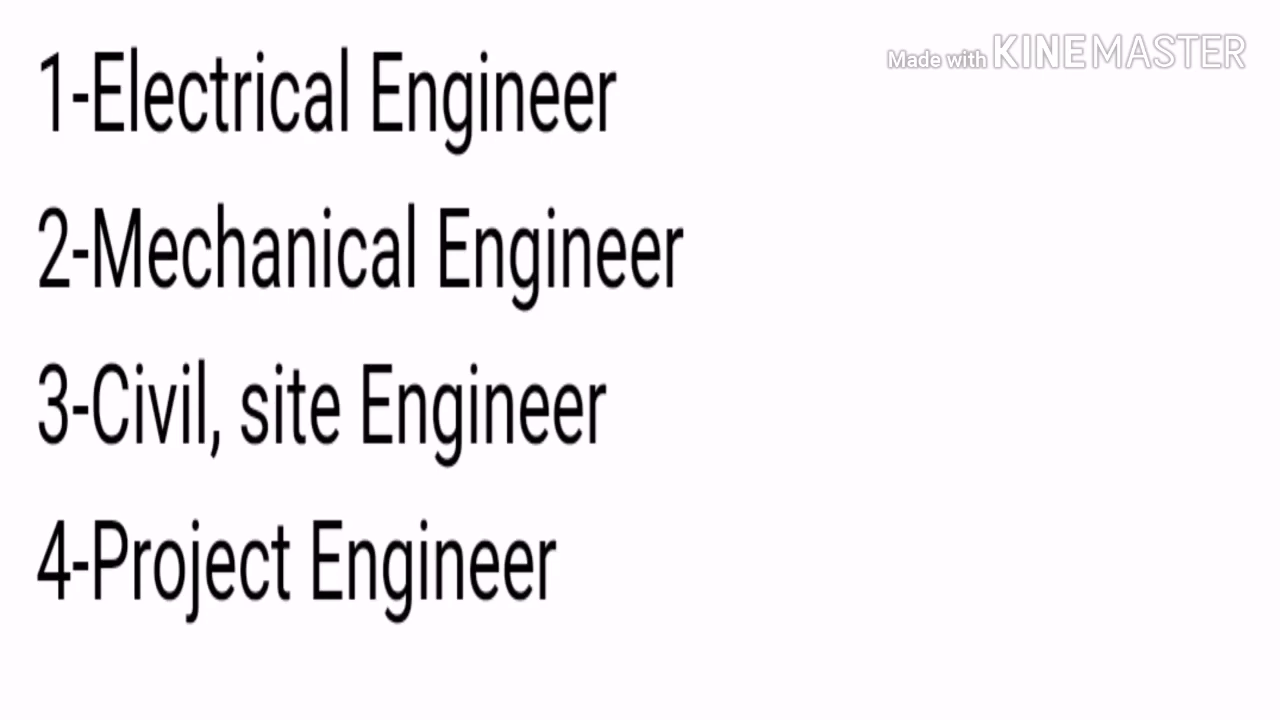 Made with KINEMASTER
1-Electrical Engineer
2-Mechanical Engineer
3-Civil, site Engineer
4-Project Engineer